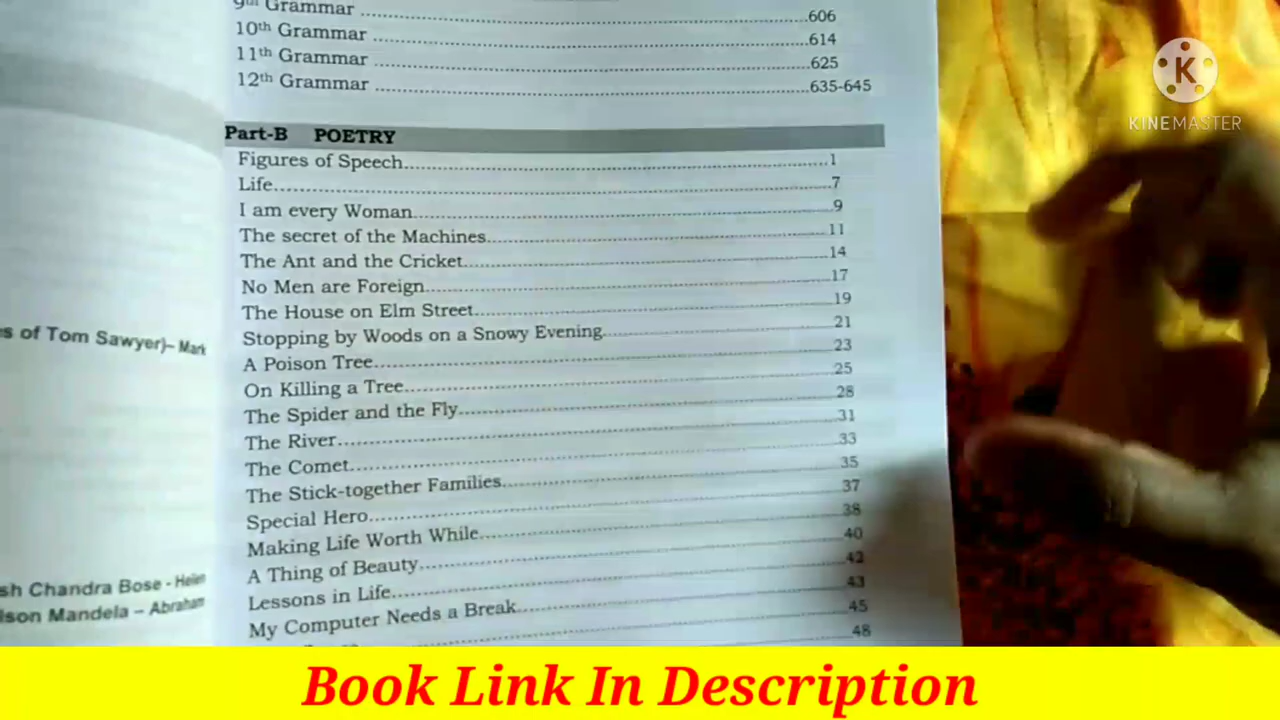 9th Grammar ........606
10th Grammar ........614
11th Grammar ........625
12th Grammar ........635-645
Part-B POETRY
Figures of Speech........1
Life........7
I am every Woman........9
The secret of the Machines........11
The Ant and the Cricket........14
No Men are Foreign........17
The House on Elm Street........19
Stopping by Woods on a Snowy Evening........21
A Poison Tree........23
On Killing a Tree........25
The Spider and the Fly........28
The River........31
The Comet........33
The Stick-together Families........35
Special Hero........37
Making Life Worth While........38
A Thing of Beauty........40
Lessons in Life........42
My Computer Needs a Break........43
45
48
s of Tom Sawyer)– Mark
sh Chandra Bose - Helen
lson Mandela – Abraham
KINEMASTER
Book Link In Description